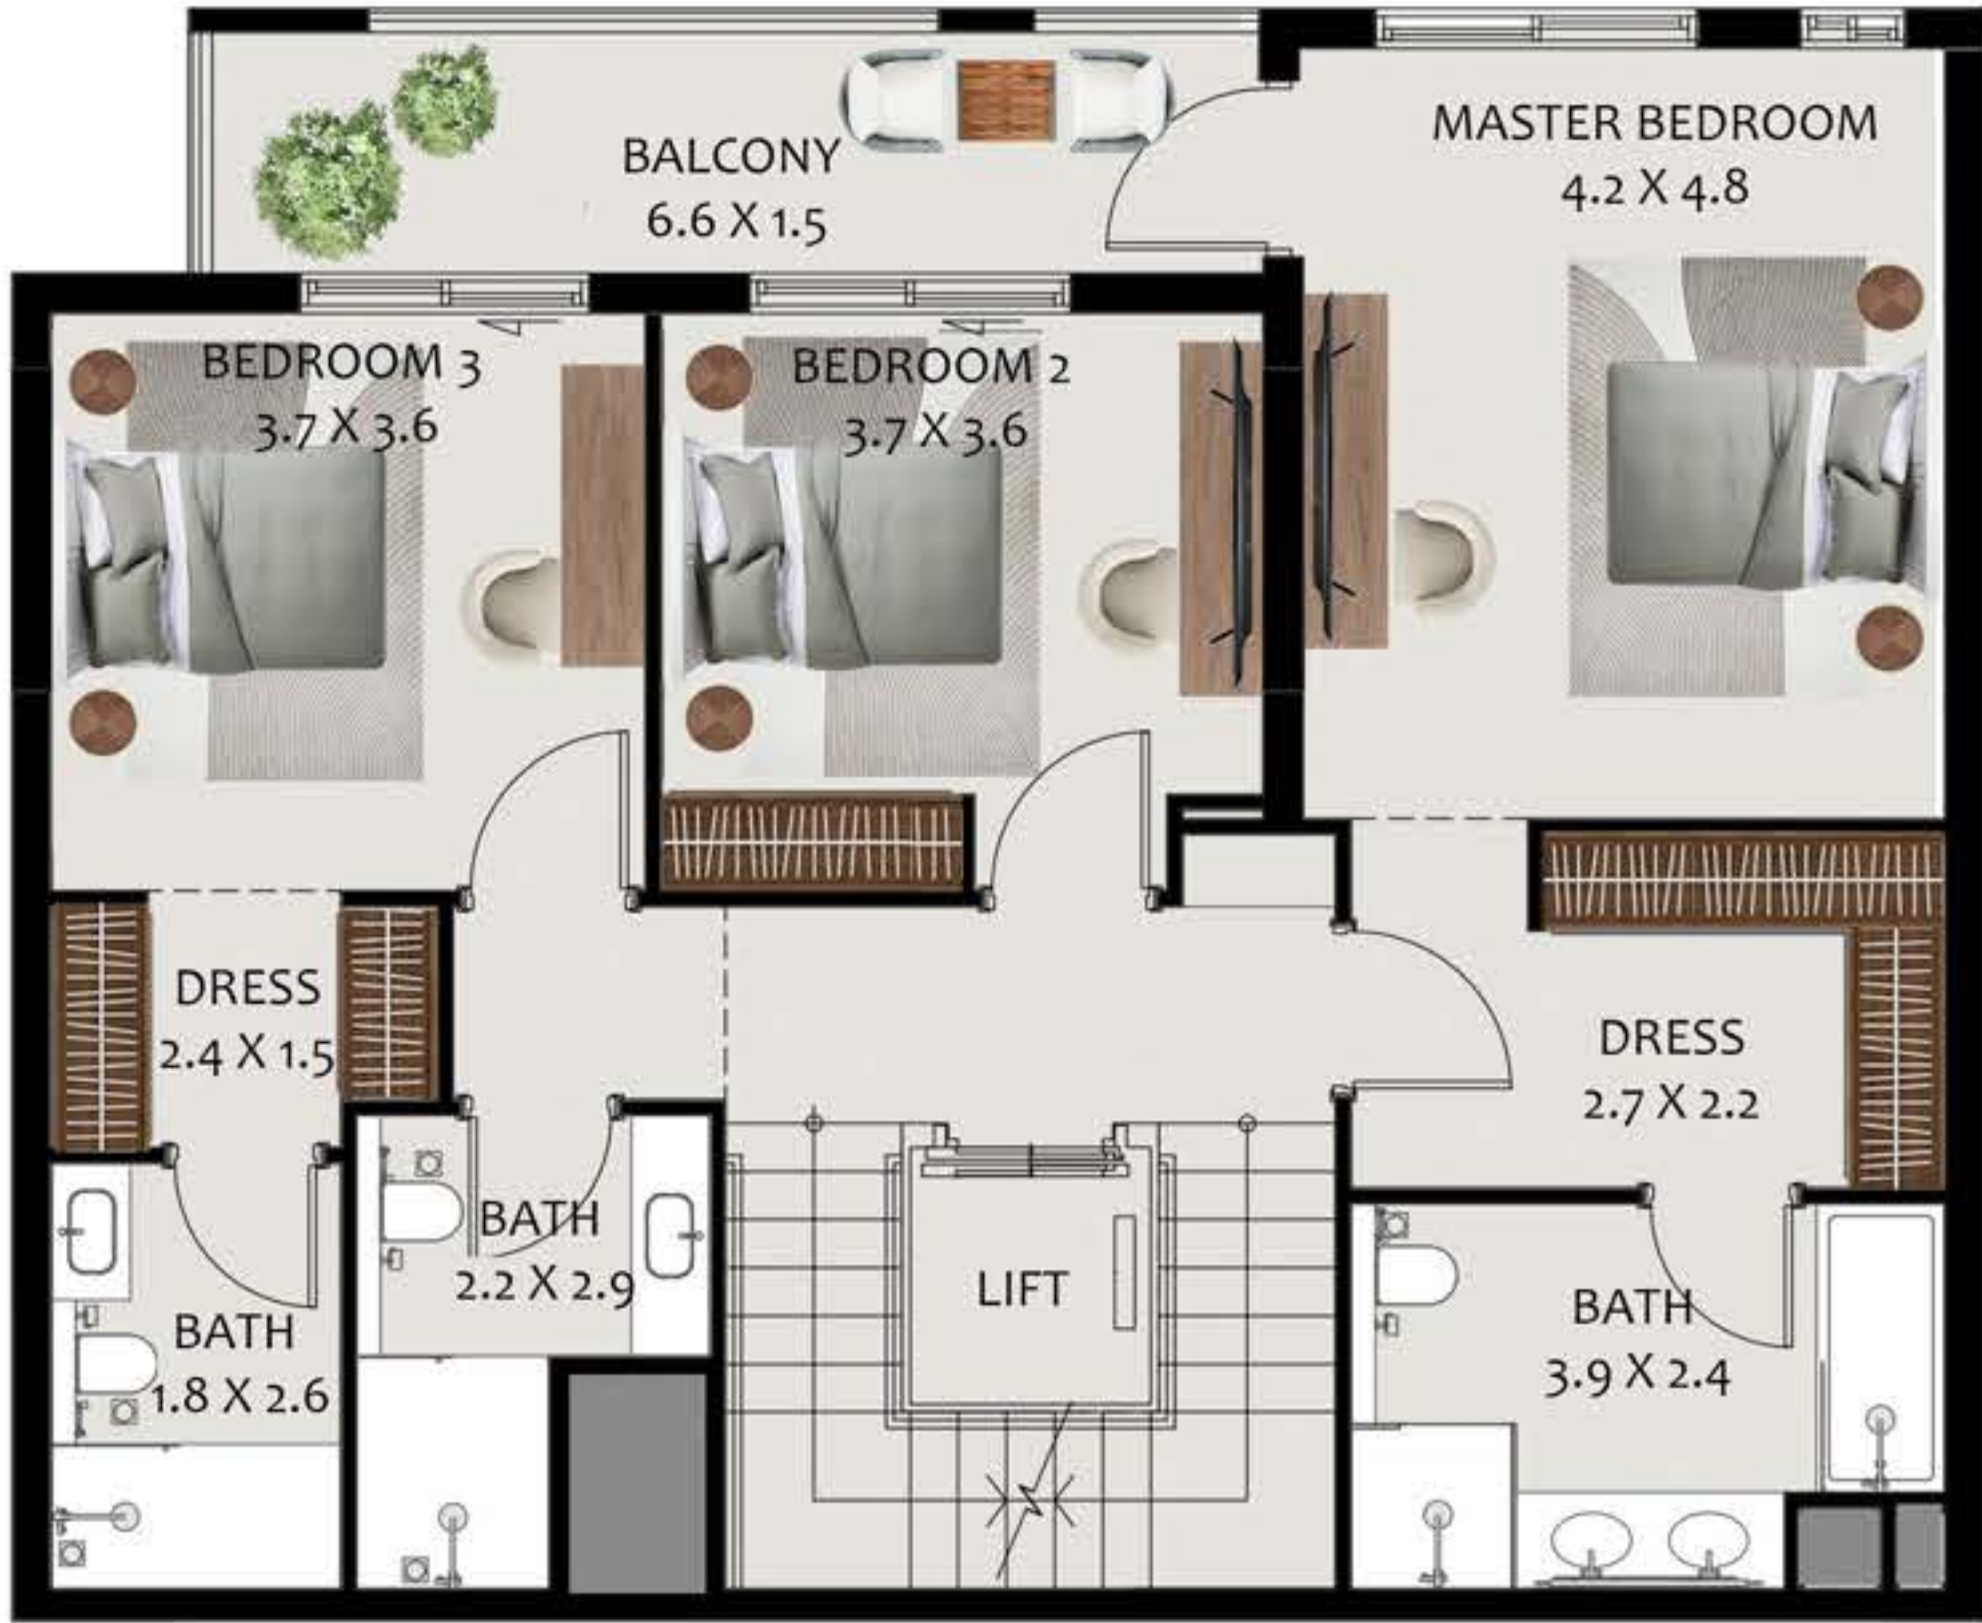 BALCONY
6.6 X 1.5
MASTER BEDROOM
4.2 X 4.8
BEDROOM 3
3.7 X 3.6
BEDROOM 2
3.7 X 3.6
DRESS
2.4 X 1.5
DRESS
2.7 X 2.2
BATH
2.2 X 2.9
LIFT
BATH
1.8 X 2.6
BATH
3.9 X 2.4